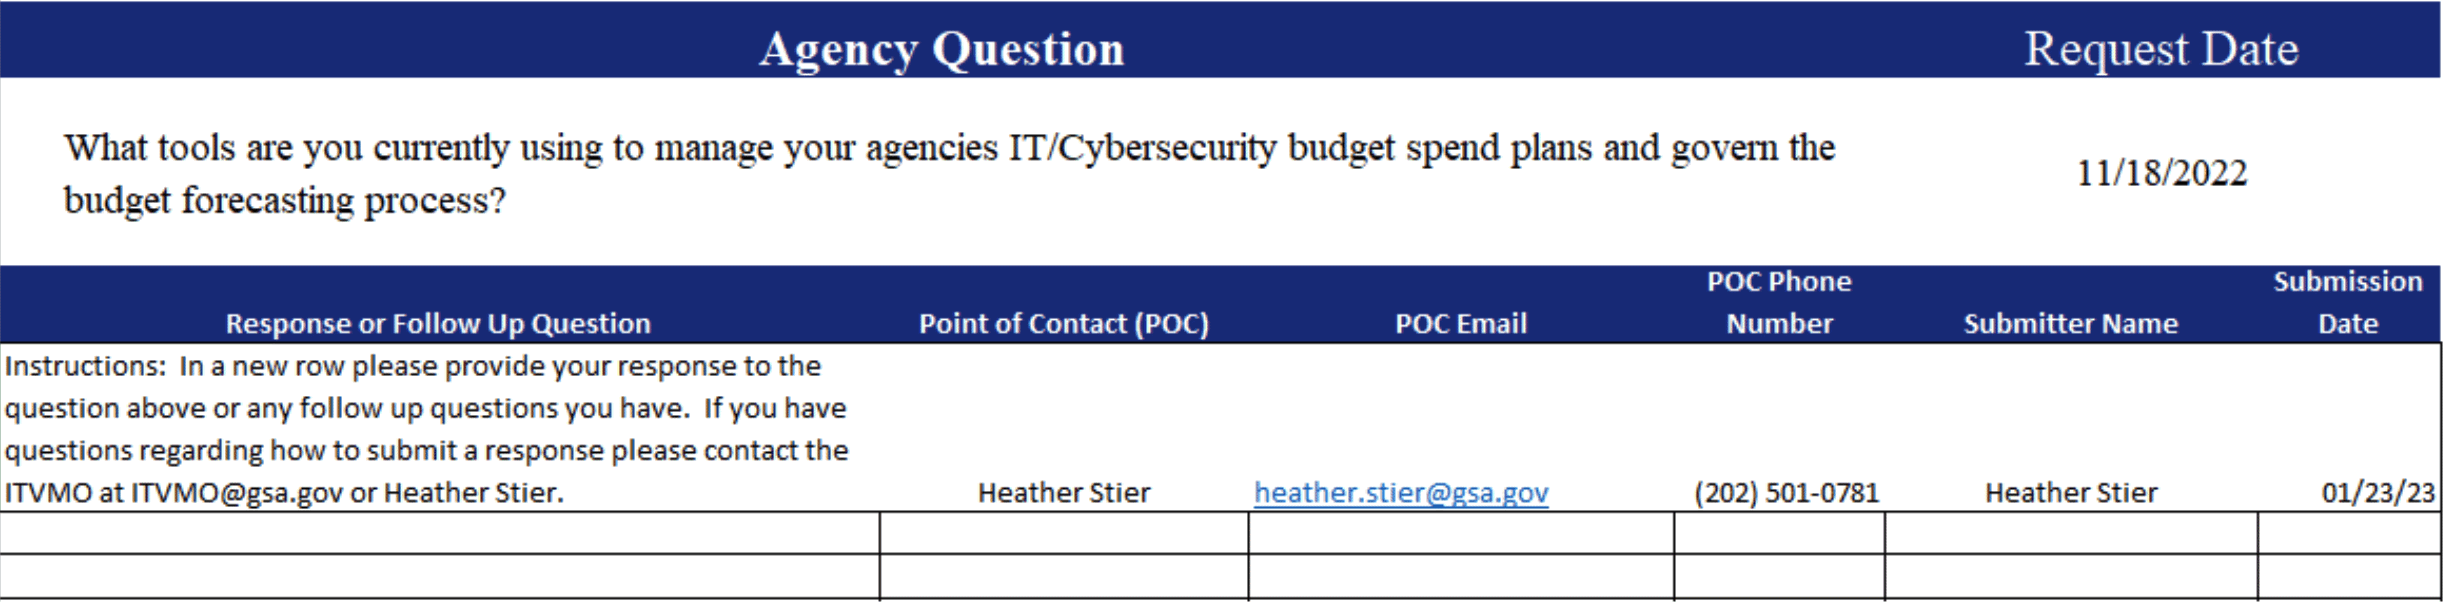 Agency Question Request Date
What tools are you currently using to manage your agencies IT/Cybersecurity budget spend plans and govern the
budget forecasting process?
11/18/2022
Response or Follow Up Question Point of Contact (POC) POC Email POC Phone
Number Submitter Name Submission
Date
Instructions:  In a new row please provide your response to the
question above or any follow up questions you have.  If you have
questions regarding how to submit a response please contact the
ITVMO at ITVMO@gsa.gov or Heather Stier. Heather Stier heather.stier@gsa.gov (202) 501-0781 Heather Stier 01/23/23